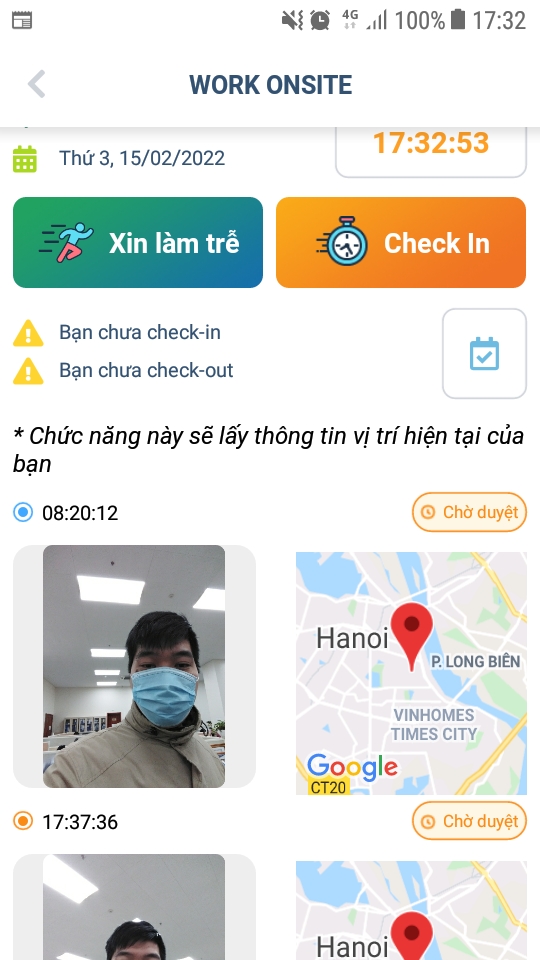 4G 100% 17:32
WORK ONSITE
17:32:53
Thứ 3, 15/02/2022
Xin làm trễ
Check In
Bạn chưa check-in
Bạn chưa check-out
* Chức năng này sẽ lấy thông tin vị trí hiện tại của
bạn
08:20:12
Chờ duyệt
Hanoi
P. LONG BIÊN
VINHOMES
TIMES CITY
Google
CT20
17:37:36
Chờ duyệt
Hanoi